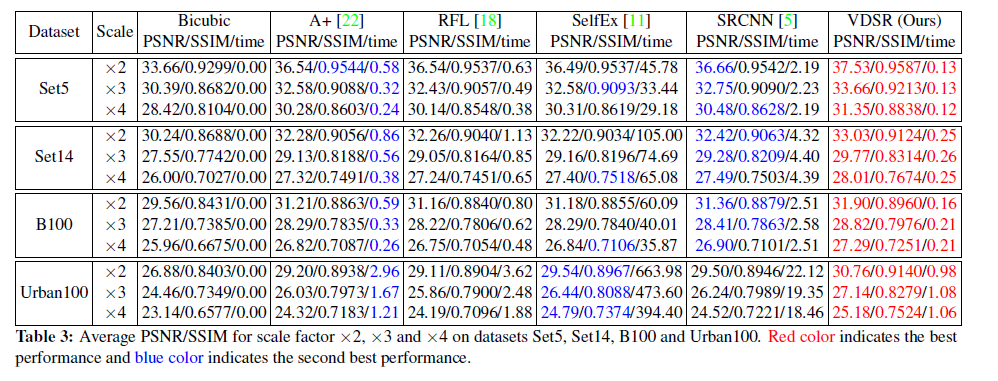 Dataset Scale Bicubic A+ [22] RFL [18] SelfEx [11] SRCNN [5] VDSR (Ours)
PSNR/SSIM/time PSNR/SSIM/time PSNR/SSIM/time PSNR/SSIM/time PSNR/SSIM/time PSNR/SSIM/time
Set5 ×2 33.66/0.9299/0.00 36.54/0.9544/0.58 36.54/0.9537/0.63 36.49/0.9537/45.78 36.66/0.9542/2.19 37.53/0.9587/0.13
×3 30.39/0.8682/0.00 32.58/0.9088/0.32 32.43/0.9057/0.49 32.58/0.9093/33.44 32.75/0.9090/2.23 33.66/0.9213/0.13
×4 28.42/0.8104/0.00 30.28/0.8603/0.24 30.14/0.8548/0.38 30.31/0.8619/29.18 30.48/0.8628/2.19 31.35/0.8838/0.12
Set14 ×2 30.24/0.8688/0.00 32.28/0.9056/0.86 32.26/0.9040/1.13 32.22/0.9034/105.00 32.42/0.9063/4.32 33.03/0.9124/0.25
×3 27.55/0.7742/0.00 29.13/0.8188/0.56 29.05/0.8164/0.85 29.16/0.8196/74.69 29.28/0.8209/4.40 29.77/0.8314/0.26
×4 26.00/0.7027/0.00 27.32/0.7491/0.38 27.24/0.7451/0.65 27.40/0.7518/65.08 27.49/0.7503/4.39 28.01/0.7674/0.25
B100 ×2 29.56/0.8431/0.00 31.21/0.8863/0.59 31.16/0.8840/0.80 31.18/0.8855/60.09 31.36/0.8879/2.51 31.90/0.8960/0.16
×3 27.21/0.7385/0.00 28.29/0.7835/0.33 28.22/0.7806/0.62 28.29/0.7840/40.01 28.41/0.7863/2.58 28.82/0.7976/0.21
×4 25.96/0.6675/0.00 26.82/0.7087/0.26 26.75/0.7054/0.48 26.84/0.7106/35.87 26.90/0.7101/2.51 27.29/0.7251/0.21
Urban100 ×2 26.88/0.8403/0.00 29.20/0.8938/2.96 29.11/0.8904/3.62 29.54/0.8967/663.98 29.50/0.8946/22.12 30.76/0.9140/0.98
×3 24.46/0.7349/0.00 26.03/0.7973/1.67 25.86/0.7900/2.48 26.44/0.8088/473.60 26.24/0.7989/19.35 27.14/0.8279/1.08
×4 23.14/0.6577/0.00 24.32/0.7183/1.21 24.19/0.7096/1.88 24.79/0.7374/394.40 24.52/0.7221/18.46 25.18/0.7524/1.06
Table 3: Average PSNR/SSIM for scale factor ×2, ×3 and ×4 on datasets Set5, Set14, B100 and Urban100. Red color indicates the best
performance and blue color indicates the second best performance.